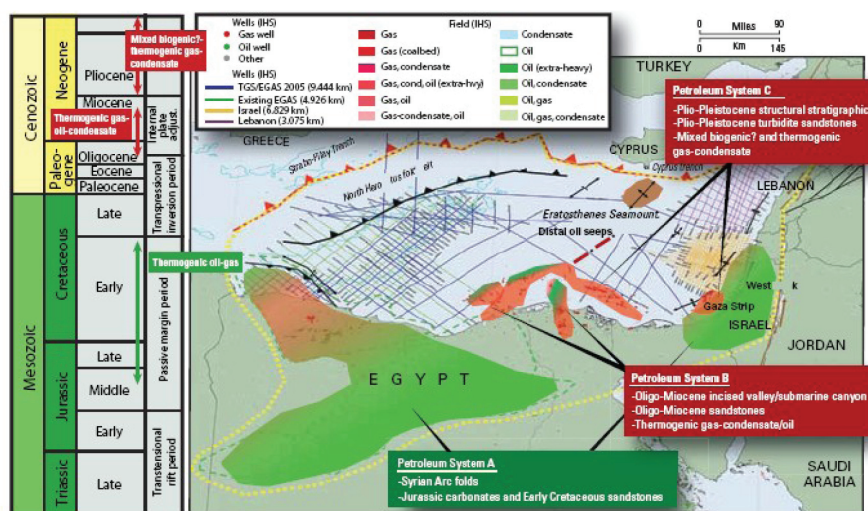 Cenozoic
Mesozoic
Neogene
Paleo-
gene
Cretaceous
Jurassic
Triassic
Pliocene
Miocene
Oligocene
Eocene
Paleocene
Late
Early
Late
Middle
Early
Late
Internal
plate
adjust.
Transpressional
inversion period
Passive margin period
Transtensional
rift period
Mixed biogenic?-
thermogenic gas-
condensate
Thermogenic gas-
oil-condensate
Thermogenic oil-gas
Wells (IHS)
Gas well
Oil well
Other
Wells (IHS)
TGS/EGAS 2005 (9.444 km)
Existing EGAS (4.926 km)
Israel (6.829 km)
Lebanon (3.075 km)
Field (IHS)
Gas
Gas (coalbed)
Gas, condensate
Gas, cond, oil (extra-hvy)
Gas, oil
Gas-condensate, oil
Condensate
Oil
Oil (extra-heavy)
Oil, condensate
Oil, gas
Oil, gas, condensate
0 Miles 90
0 Km 145
TURKEY
GREECE
CYPRUS
Cyprus trench
LEBANON
Eratosthenes Seamount
Distal oil seeps
West k
Gaza Strip
ISRAEL
JORDAN
EGYPT
SAUDI
ARABIA
Petroleum System C
-Plio-Pleistocene structural stratigraphic
-Plio-Pleistocene turbidite sandstones
-Mixed biogenic? and thermogenic
gas-condensate
Petroleum System B
-Oligo-Miocene incised valley/submarine canyon
-Oligo-Miocene sandstones
-Thermogenic gas-condensate/oil
Petroleum System A
-Syrian Arc folds
-Jurassic carbonates and Early Cretaceous sandstones